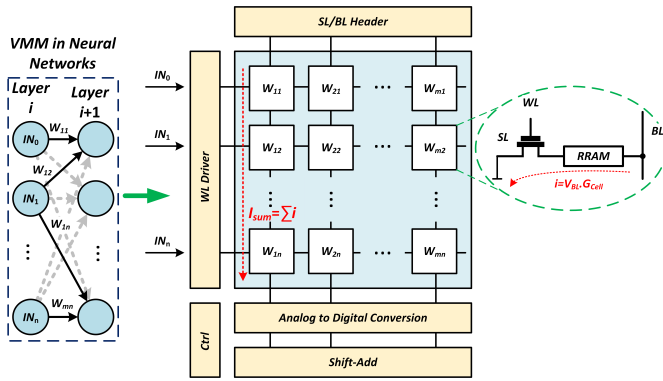 VMM in Neural
Networks
Layer
i
Layer
i+1
IN0
W11
W12
IN1
W1n
⋮
⋮
INn
Wmn
SL/BL Header
WL Driver
IN0
IN1
INn
W11
W21
...
Wm1
W12
W22
...
Wm2
⋮
⋮
⋮
Isum=∑i
W1n
W2n
...
Wmn
Ctrl
Analog to Digital Conversion
Shift-Add
WL
SL
BL
RRAM
i=VBL.GCell